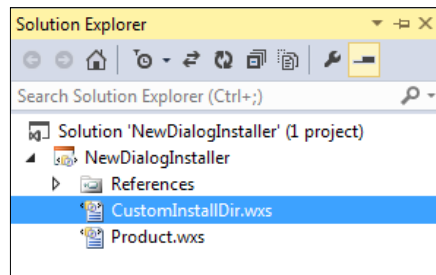 Solution Explorer
Search Solution Explorer (Ctrl+;)
Solution 'NewDialogInstaller' (1 project)
NewDialogInstaller
References
CustomInstallDir.wxs
Product.wxs